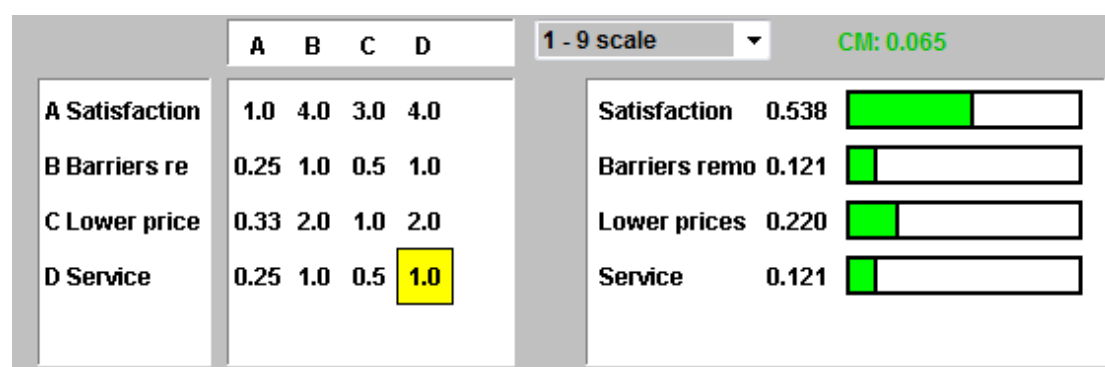 A B C D 1 - 9 scale CM: 0.065
A Satisfaction 1.0 4.0 3.0 4.0 Satisfaction 0.538
B Barriers re 0.25 1.0 0.5 1.0 Barriers remo 0.121
C Lower price 0.33 2.0 1.0 2.0 Lower prices 0.220
D Service 0.25 1.0 0.5 1.0 Service 0.121